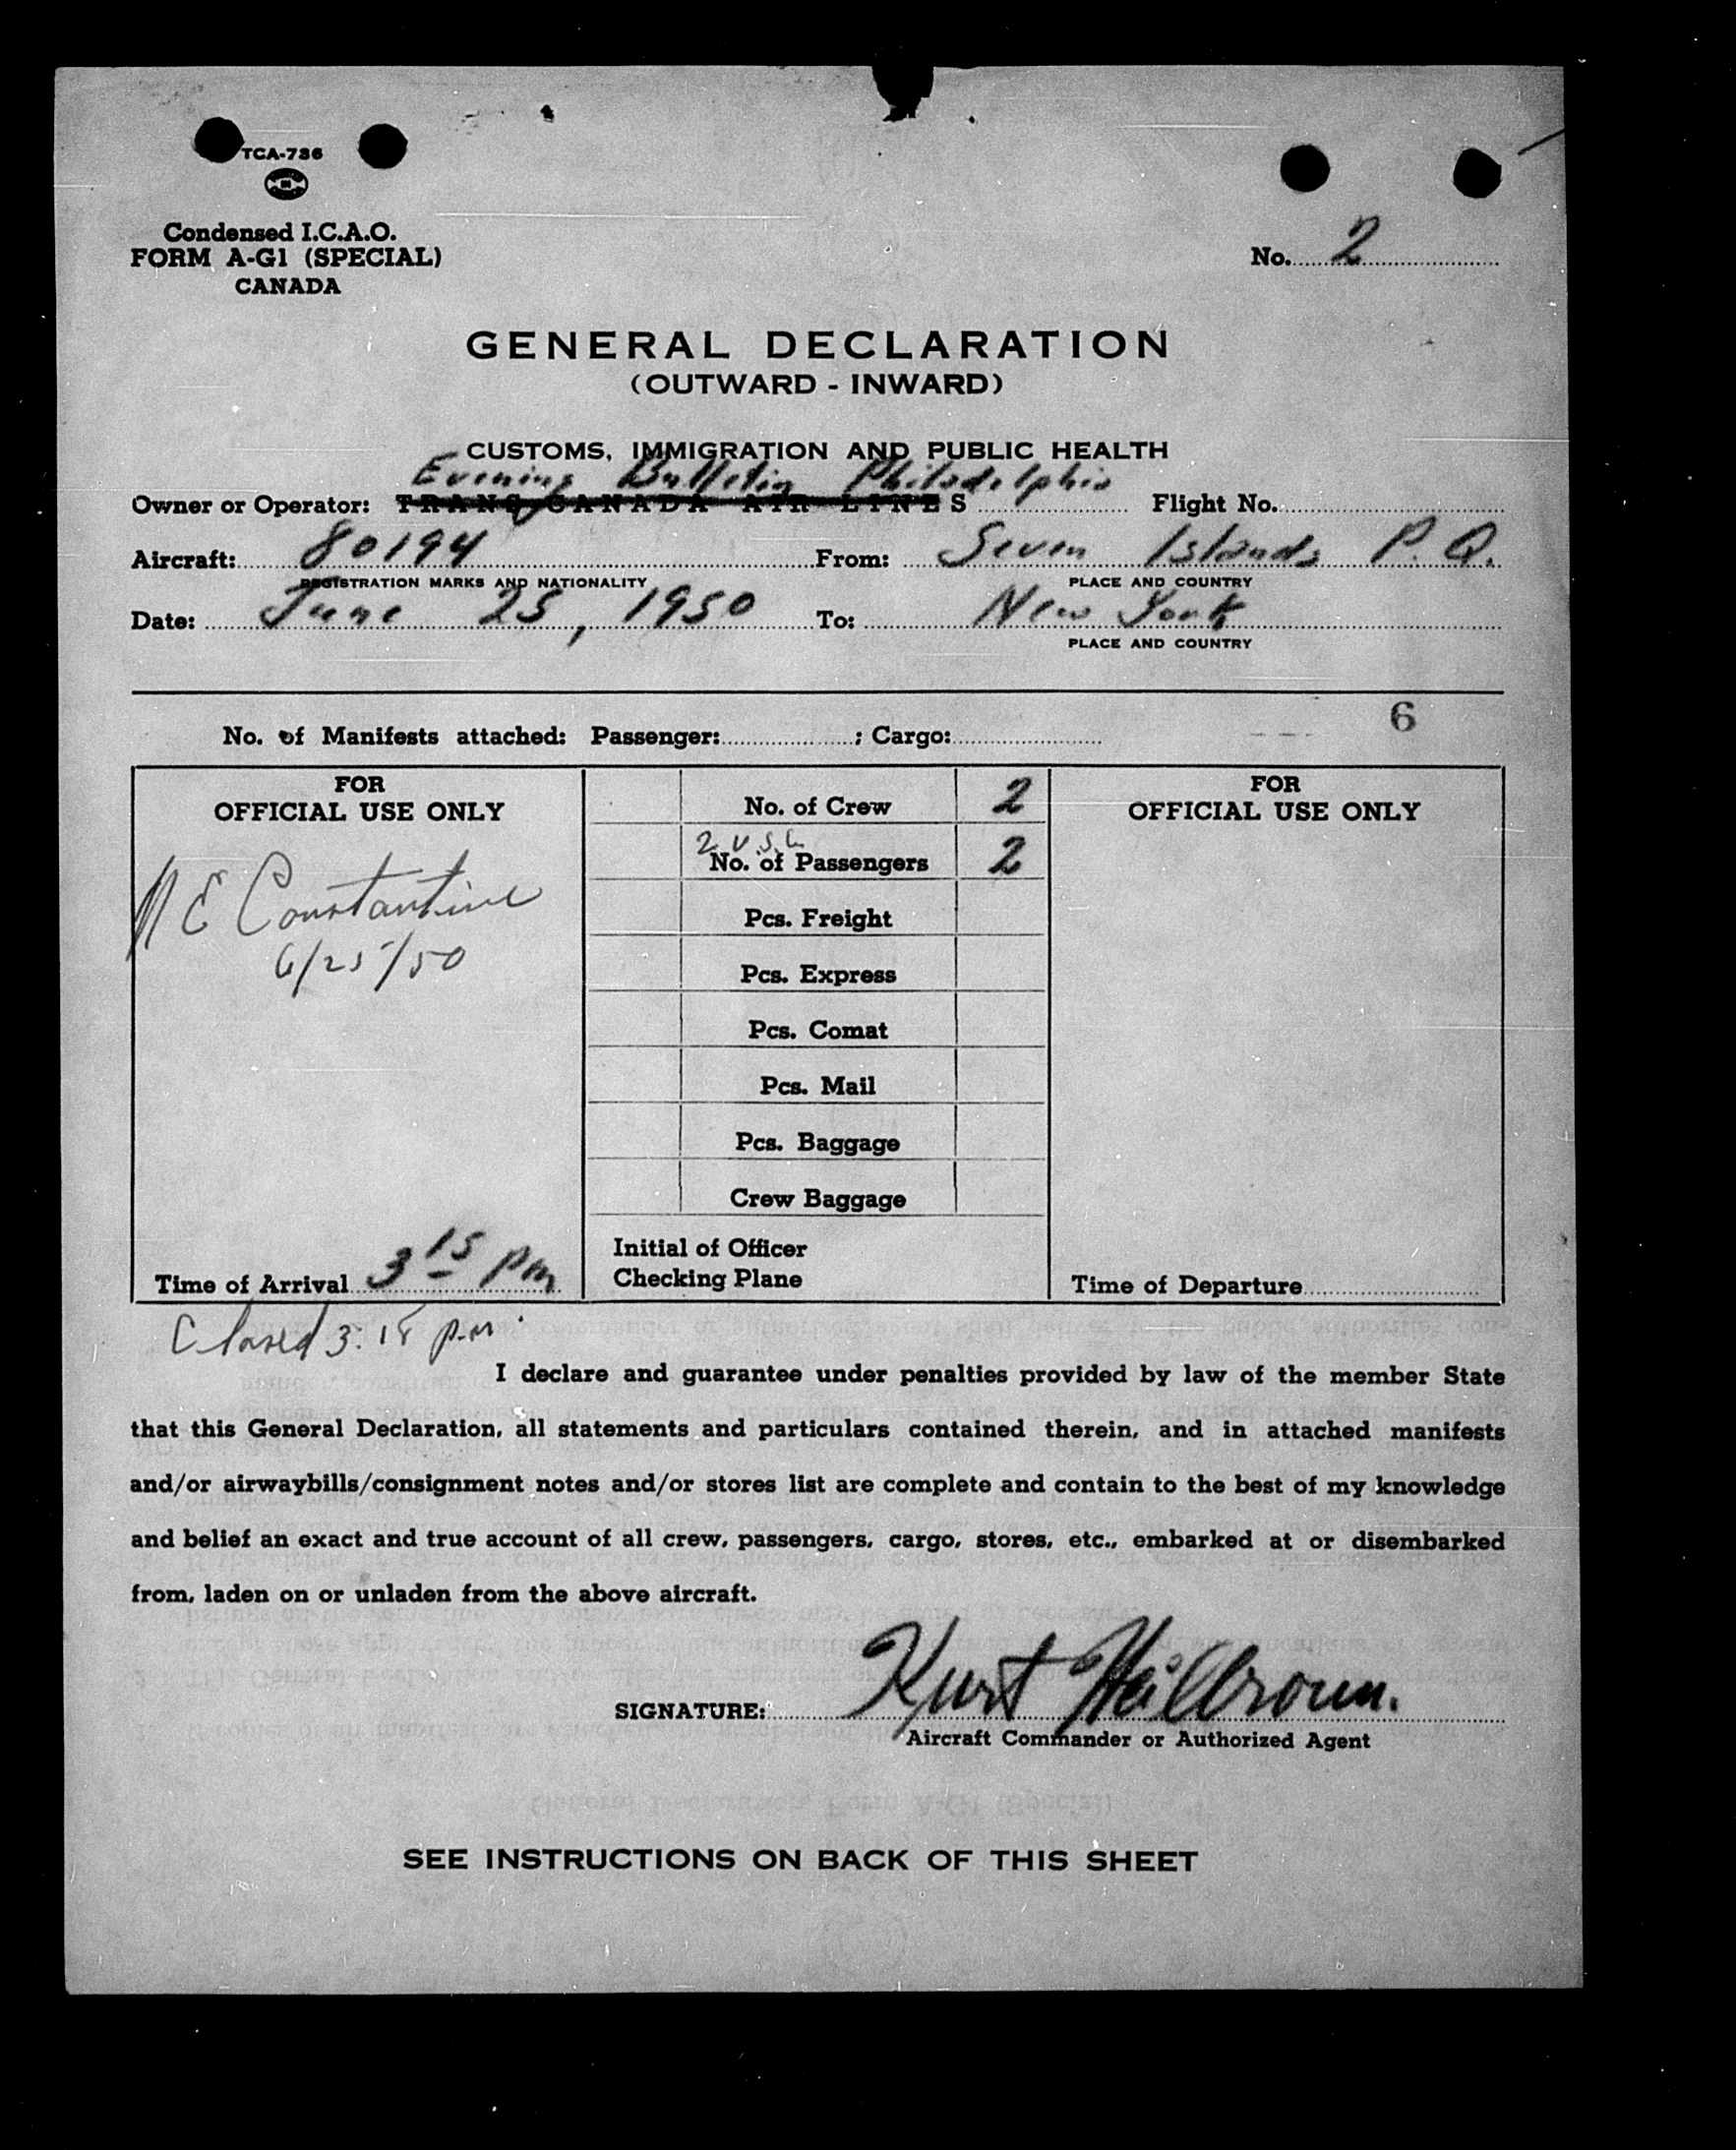 TCA-736
Condensed I.C.A.O.
FORM A-G1 (SPECIAL)
CANADA
No. 2
GENERAL DECLARATION
(OUTWARD - INWARD)
CUSTOMS, IMMIGRATION AND PUBLIC HEALTH
Evening Bulletin Philadelphia
Owner or Operator: TRANS-CANADA AIR LINES Flight No.
Aircraft: 80194 From: Seven Islands P.Q.
REGISTRATION MARKS AND NATIONALITY PLACE AND COUNTRY
Date: June 25, 1950 To: New York
PLACE AND COUNTRY
6
No. of Manifests attached: Passenger: ; Cargo:
FOR
OFFICIAL USE ONLY
E Constantine
6/25/50
Time of Arrival 3 15 pm
No. of Crew 2
2 U.S.C
No. of Passengers 2
Pcs. Freight
Pcs. Express
Pcs. Comat
Pcs. Mail
Pcs. Baggage
Crew Baggage
Initial of Officer
Checking Plane
FOR
OFFICIAL USE ONLY
Time of Departure
Closed 3:18 p.m.
I declare and guarantee under penalties provided by law of the member State
that this General Declaration, all statements and particulars contained therein, and in attached manifests
and/or airwaybills/consignment notes and/or stores list are complete and contain to the best of my knowledge
and belief an exact and true account of all crew, passengers, cargo, stores, etc., embarked at or disembarked
from, laden on or unladen from the above aircraft.
SIGNATURE: Kurt Heilbronn.
Aircraft Commander or Authorized Agent
SEE INSTRUCTIONS ON BACK OF THIS SHEET